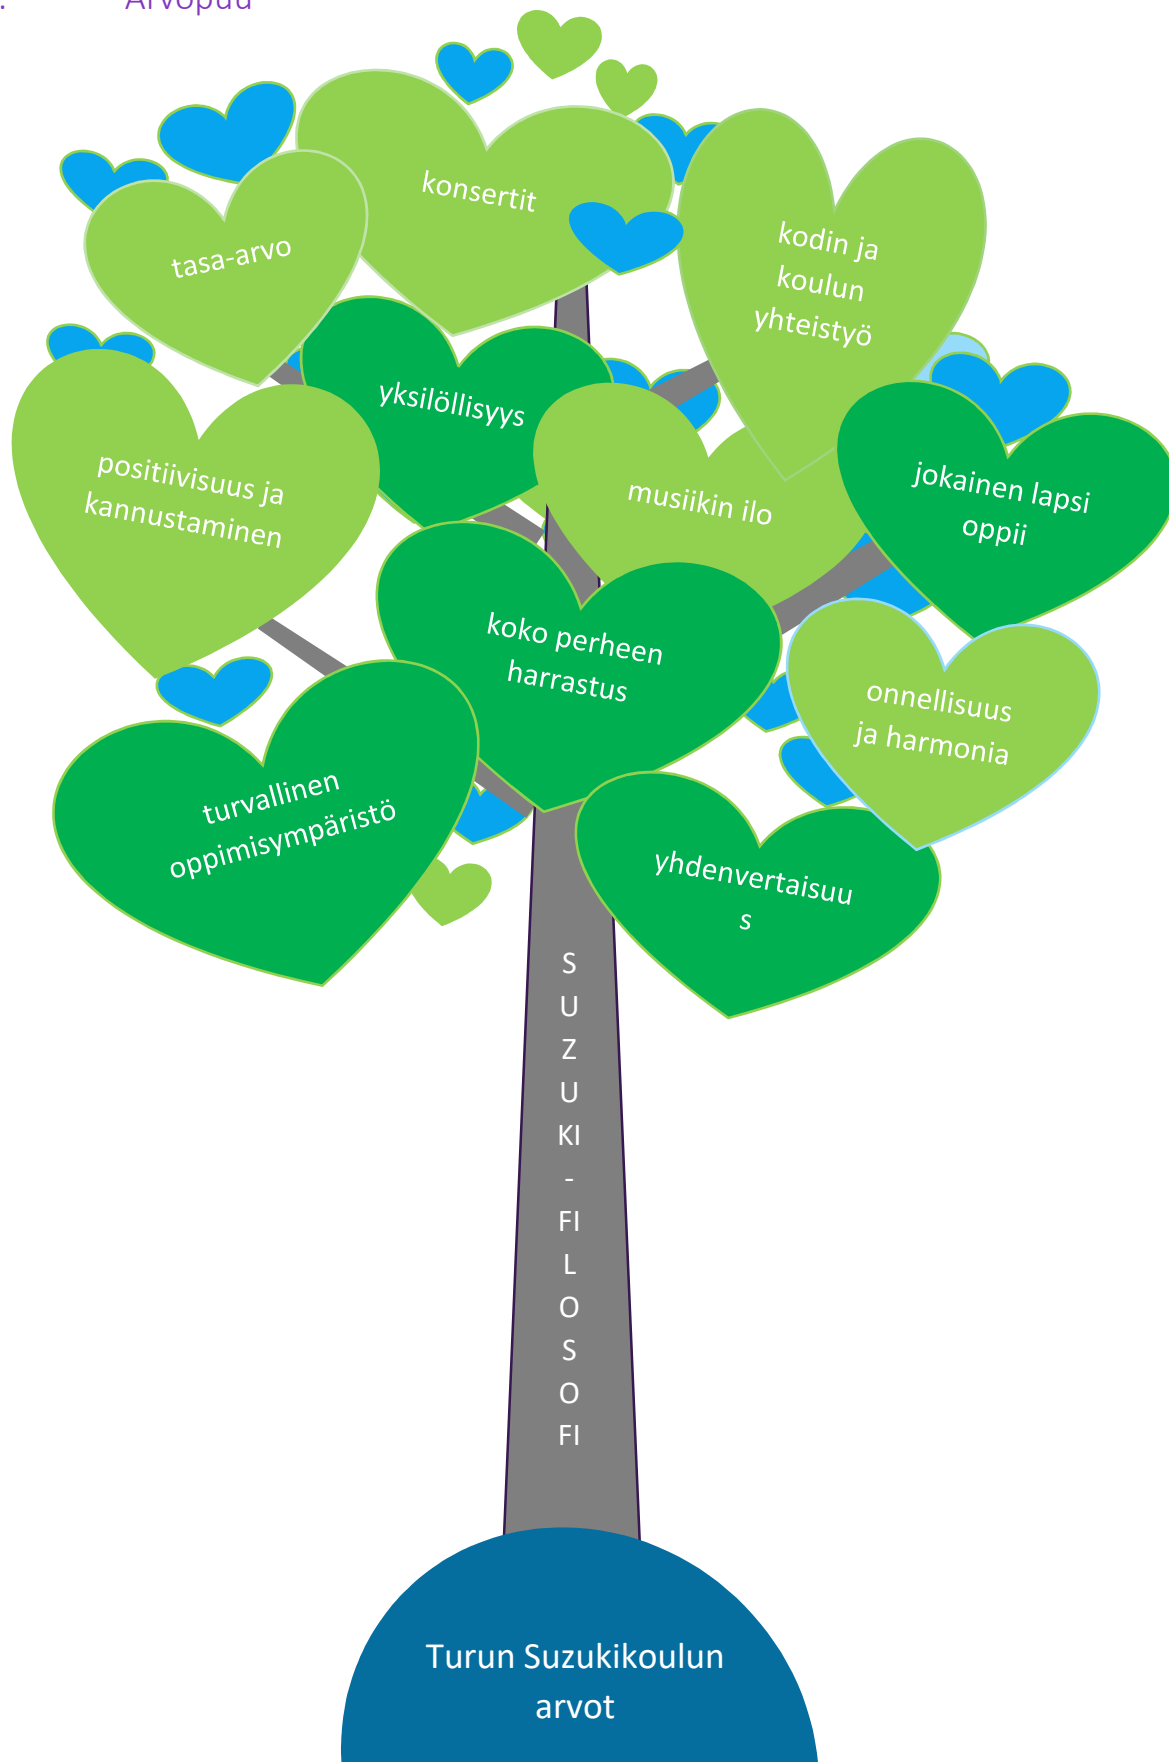 . Arvopuu
konsertit
tasa-arvo
kodin ja
koulun
yhteistyö
yksilöllisyys
positiivisuus ja
kannustaminen
musiikin ilo
jokainen lapsi
oppii
koko perheen
harrastus
onnellisuus
ja harmonia
turvallinen
oppimisympäristö
yhdenvertaisuu
s
S
U
Z
U
KI
-
FI
L
O
S
O
FI
Turun Suzukikoulun
arvot